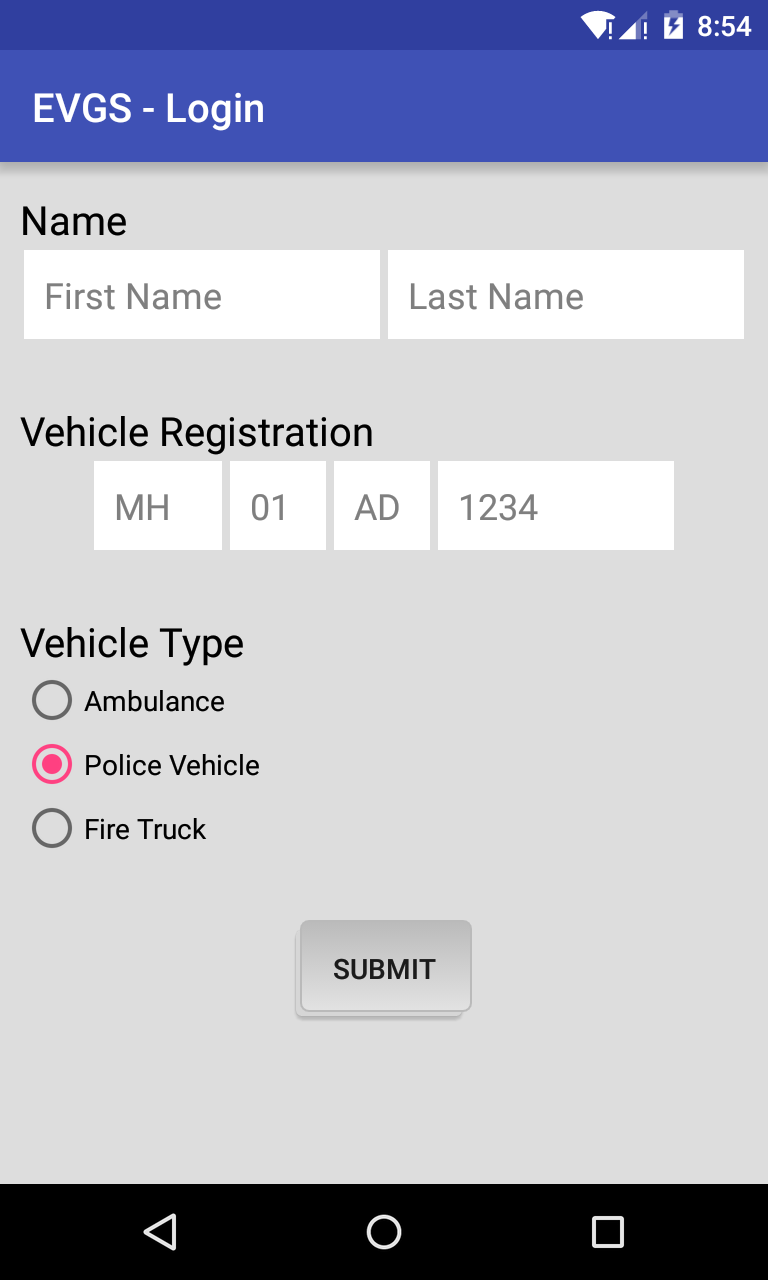 8:54
EVGS - Login
Name
First Name Last Name
Vehicle Registration
MH 01 AD 1234
Vehicle Type
Ambulance
Police Vehicle
Fire Truck
SUBMIT